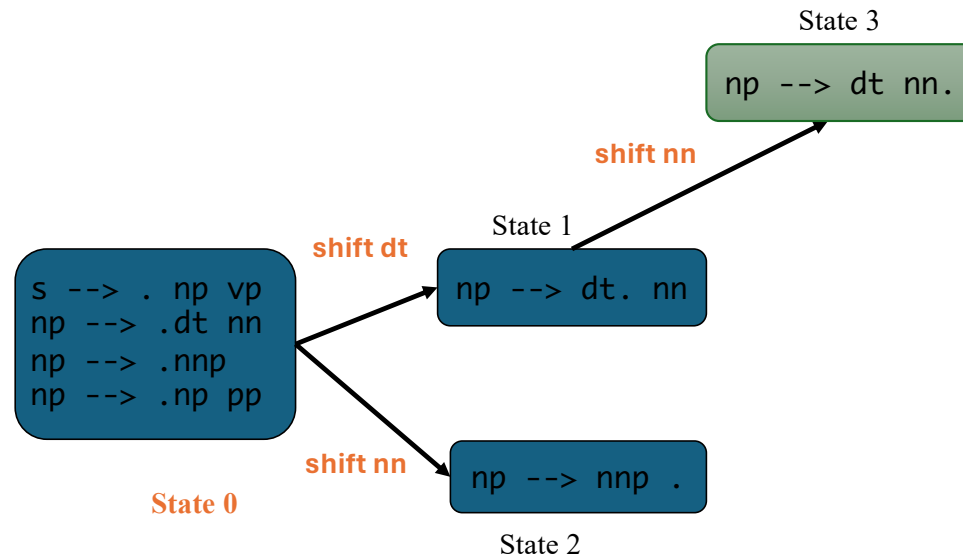 State 3
np --> dt nn.
shift nn
State 1
shift dt
np --> dt. nn
s --> . np vp
np --> .dt nn
np --> .nnp
np --> .np pp
shift nn
np --> nnp .
State 0
State 2